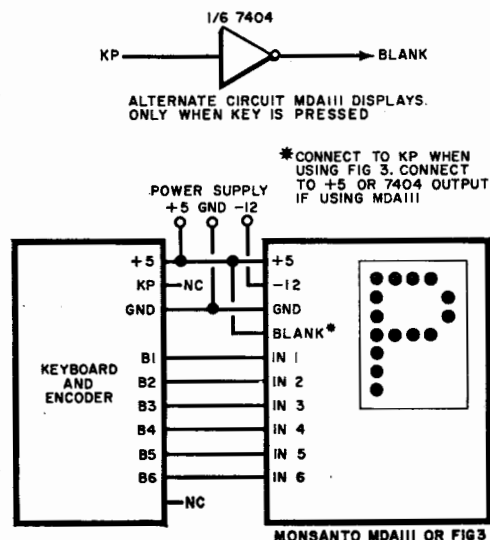 1/6 7404
KP
BLANK
ALTERNATE CIRCUIT MDA111 DISPLAYS.
ONLY WHEN KEY IS PRESSED
*CONNECT TO KP WHEN
USING FIG 3. CONNECT
TO +5 OR 7404 OUTPUT
IF USING MDA111
POWER SUPPLY
+5 GND -12
+5
KP
NC
GND
B1
B2
B3
B4
B5
B6
NC
KEYBOARD
AND
ENCODER
+5
-12
GND
BLANK*
IN 1
IN 2
IN 3
IN 4
IN 5
IN 6
P
MONSANTO MDA111 OR FIG3